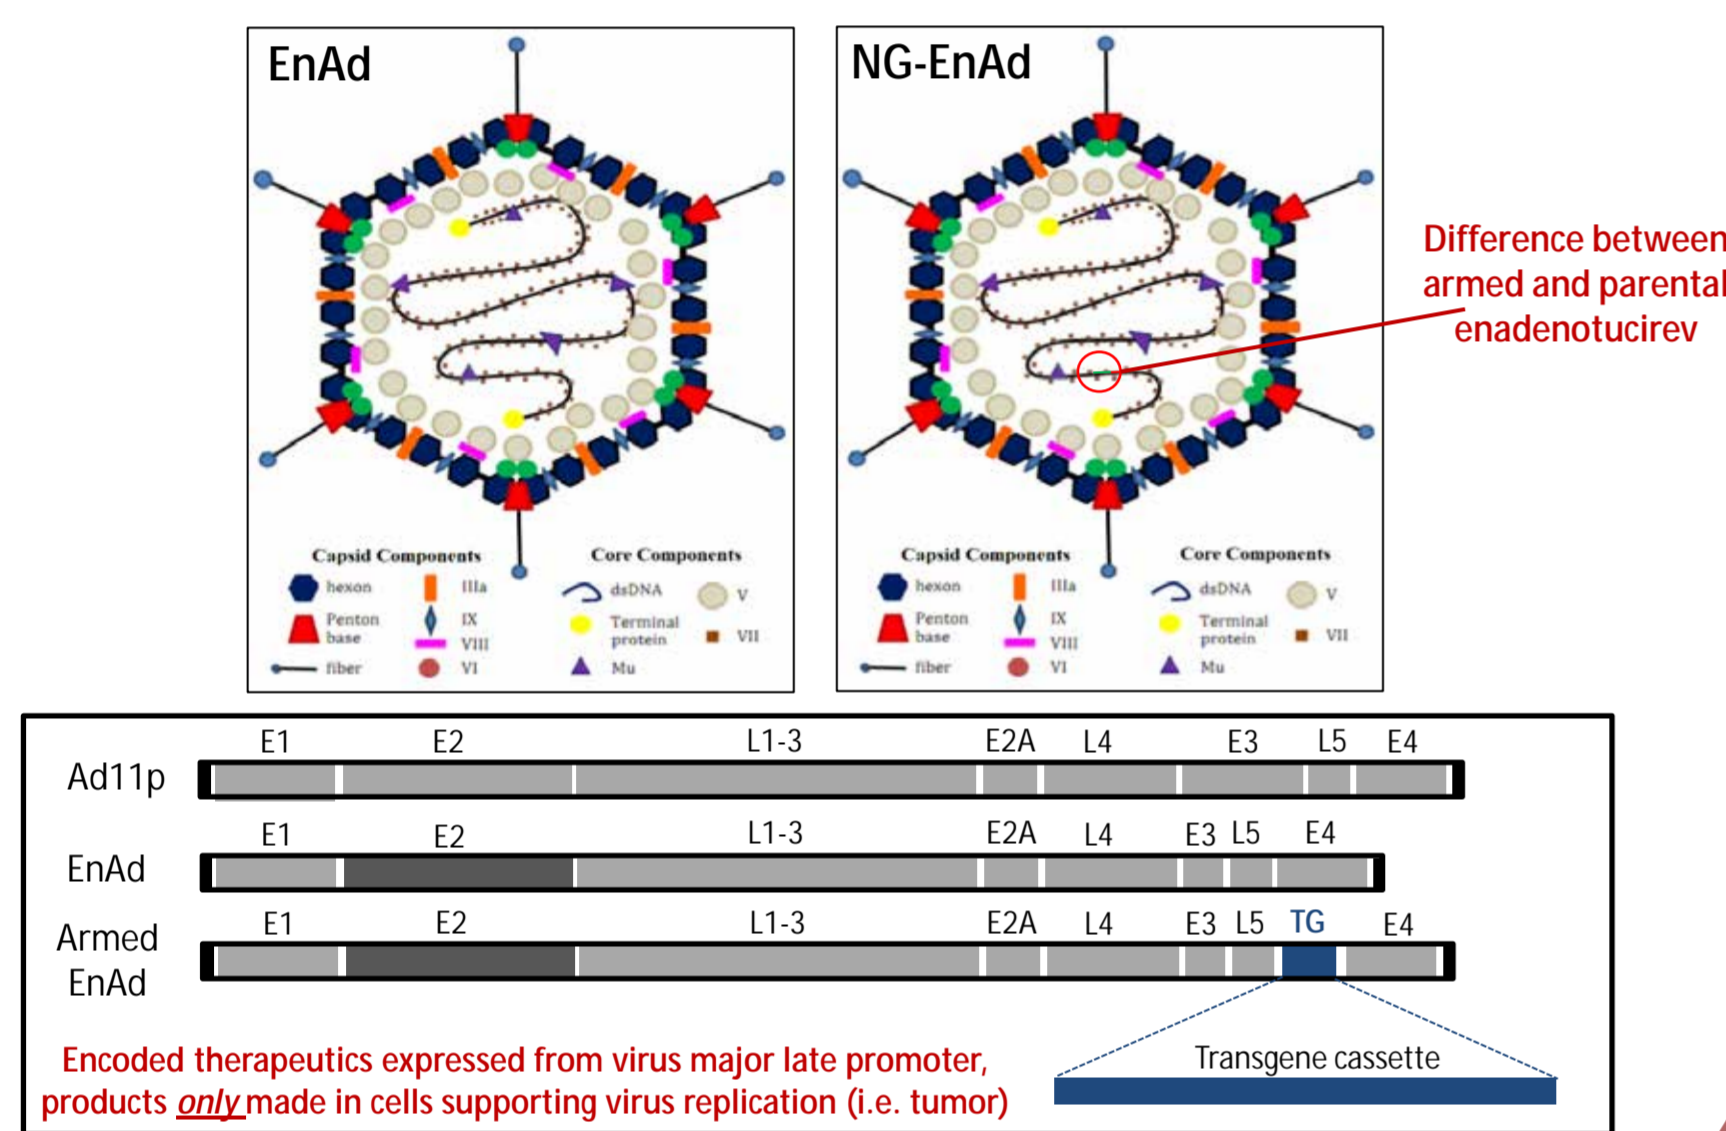 EnAd
Capsid Components
Core Components
hexon
IIIa
dsDNA
V
Penton
base
IX
VIII
Terminal
protein
VII
fiber
VI
Mu
NG-EnAd
Capsid Components
Core Components
hexon
IIIa
dsDNA
V
Penton
base
IX
VIII
Terminal
protein
VII
fiber
VI
Mu
Difference between
armed and parental
enadenotucirev
E1 E2 L1-3 E2A L4 E3 L5 E4
Ad11p
E1 E2 L1-3 E2A L4 E3 L5 E4
EnAd
E1 E2 L1-3 E2A L4 E3 L5 TG E4
Armed
EnAd
Transgene cassette
Encoded therapeutics expressed from virus major late promoter,
products only made in cells supporting virus replication (i.e. tumor)